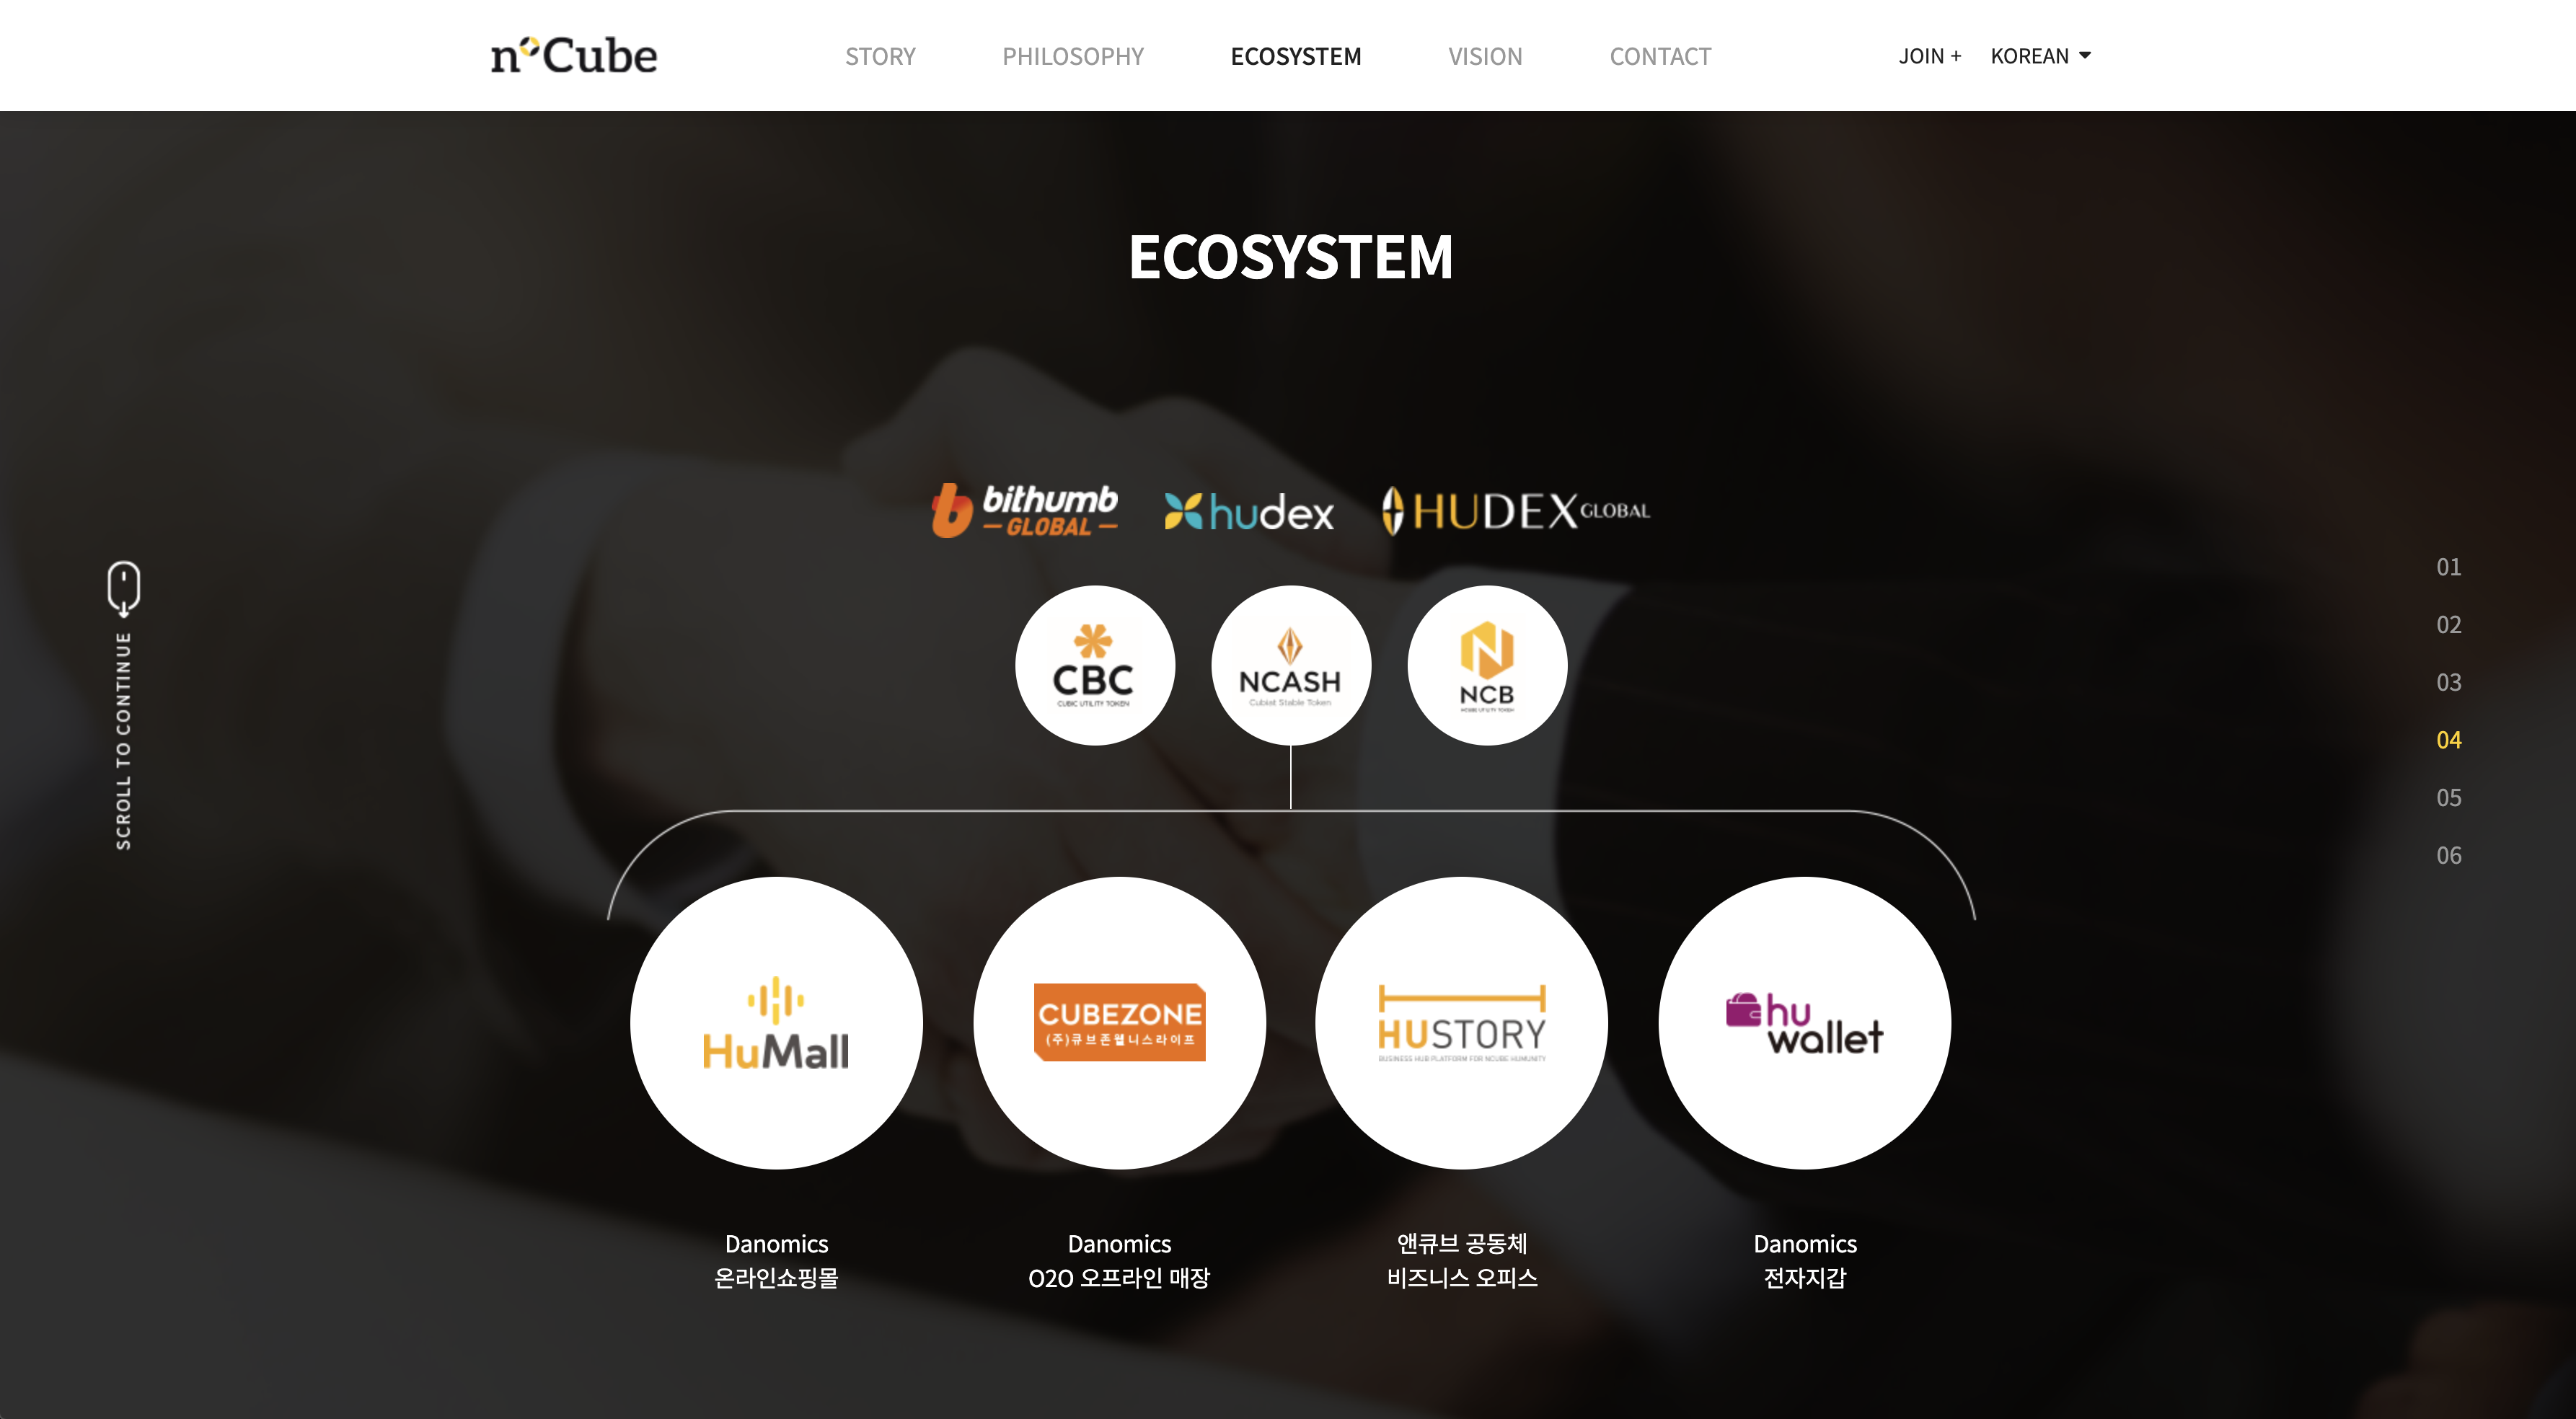 n°Cube
STORY
PHILOSOPHY
ECOSYSTEM
VISION
CONTACT
JOIN +
KOREAN
ECOSYSTEM
bithumb
GLOBAL
hudex
HUDEX GLOBAL
CBC
CUBIC UTILITY TOKEN
NCASH
Cubist Stable Token
NCB
SCROLL TO CONTINUE
01
02
03
04
05
06
HuMall
CUBEZONE
(주)큐브존웰니스라이프
HUSTORY
BUSINESS HUB PLATFORM FOR NCUBE HUMUNITY
hu
wallet
Danomics
온라인쇼핑몰
Danomics
O2O 오프라인 매장
앤큐브 공동체
비즈니스 오피스
Danomics
전자지갑